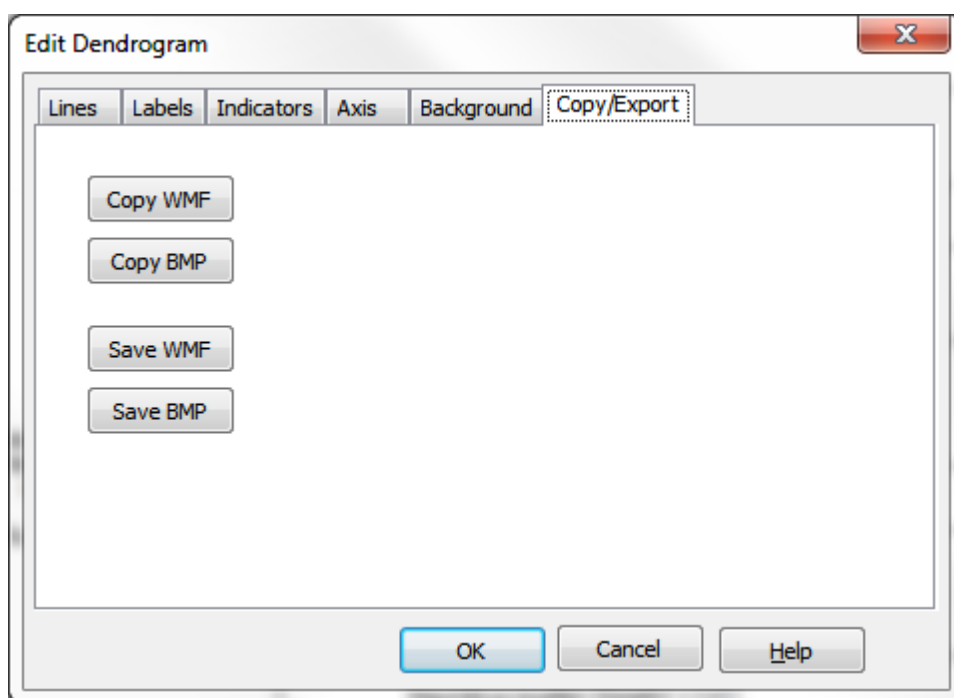 Edit Dendrogram
Lines Labels Indicators Axis Background Copy/Export
Copy WMF
Copy BMP
Save WMF
Save BMP
OK Cancel Help